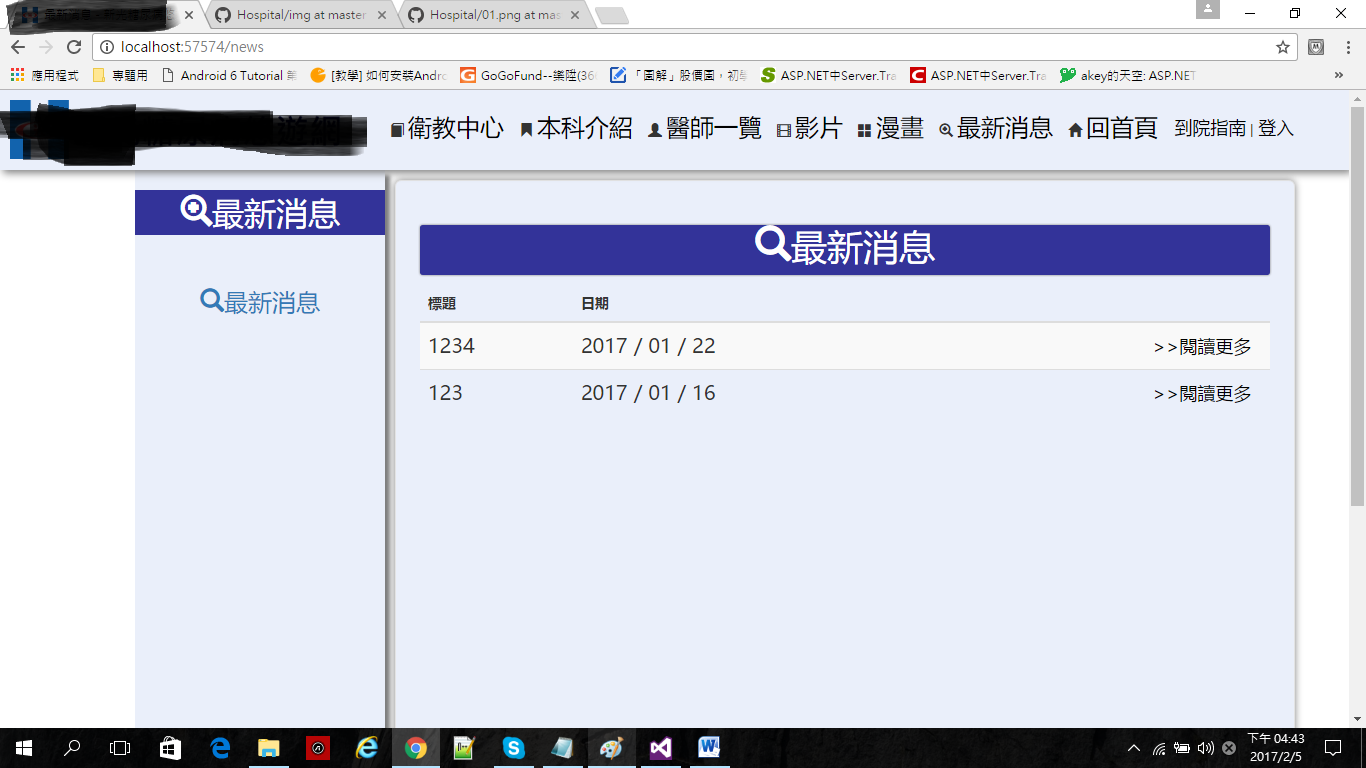 Hospital/img at master
Hospital/01.png at mas
localhost:57574/news
應用程式 專題用 Android 6 Tutorial [教學] 如何安裝Andro GoGoFund--樂陞(36 「圖解」股價圖，初學 ASP.NET中Server.Tra ASP.NET中Server.Tra akey的天空: ASP.NET »
遊網
衛教中心 本科介紹 醫師一覽 影片 漫畫 最新消息 回首頁 到院指南 | 登入
最新消息
最新消息
最新消息
標題 日期
1234 2017 / 01 / 22 >>閱讀更多
123 2017 / 01 / 16 >>閱讀更多
下午 04:43
2017/2/5